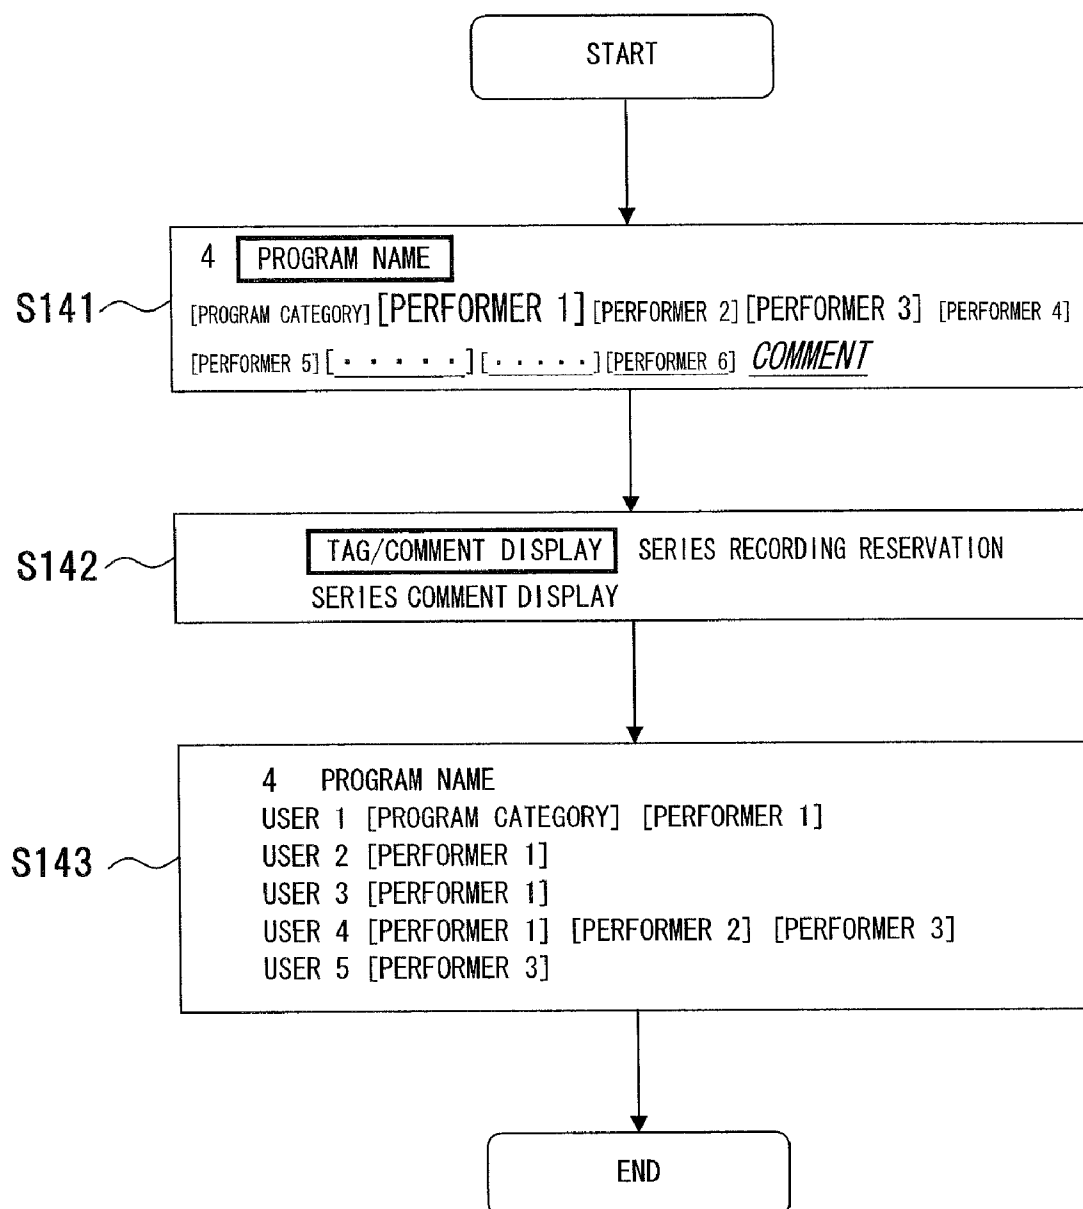 START
S141
4 PROGRAM NAME
[PROGRAM CATEGORY] [PERFORMER 1] [PERFORMER 2] [PERFORMER 3] [PERFORMER 4]
[PERFORMER 5] [· · · · ·] [· · · · ·] [PERFORMER 6] COMMENT
S142
TAG/COMMENT DISPLAY SERIES RECORDING RESERVATION
SERIES COMMENT DISPLAY
S143
4 PROGRAM NAME
USER 1 [PROGRAM CATEGORY] [PERFORMER 1]
USER 2 [PERFORMER 1]
USER 3 [PERFORMER 1]
USER 4 [PERFORMER 1] [PERFORMER 2] [PERFORMER 3]
USER 5 [PERFORMER 3]
END